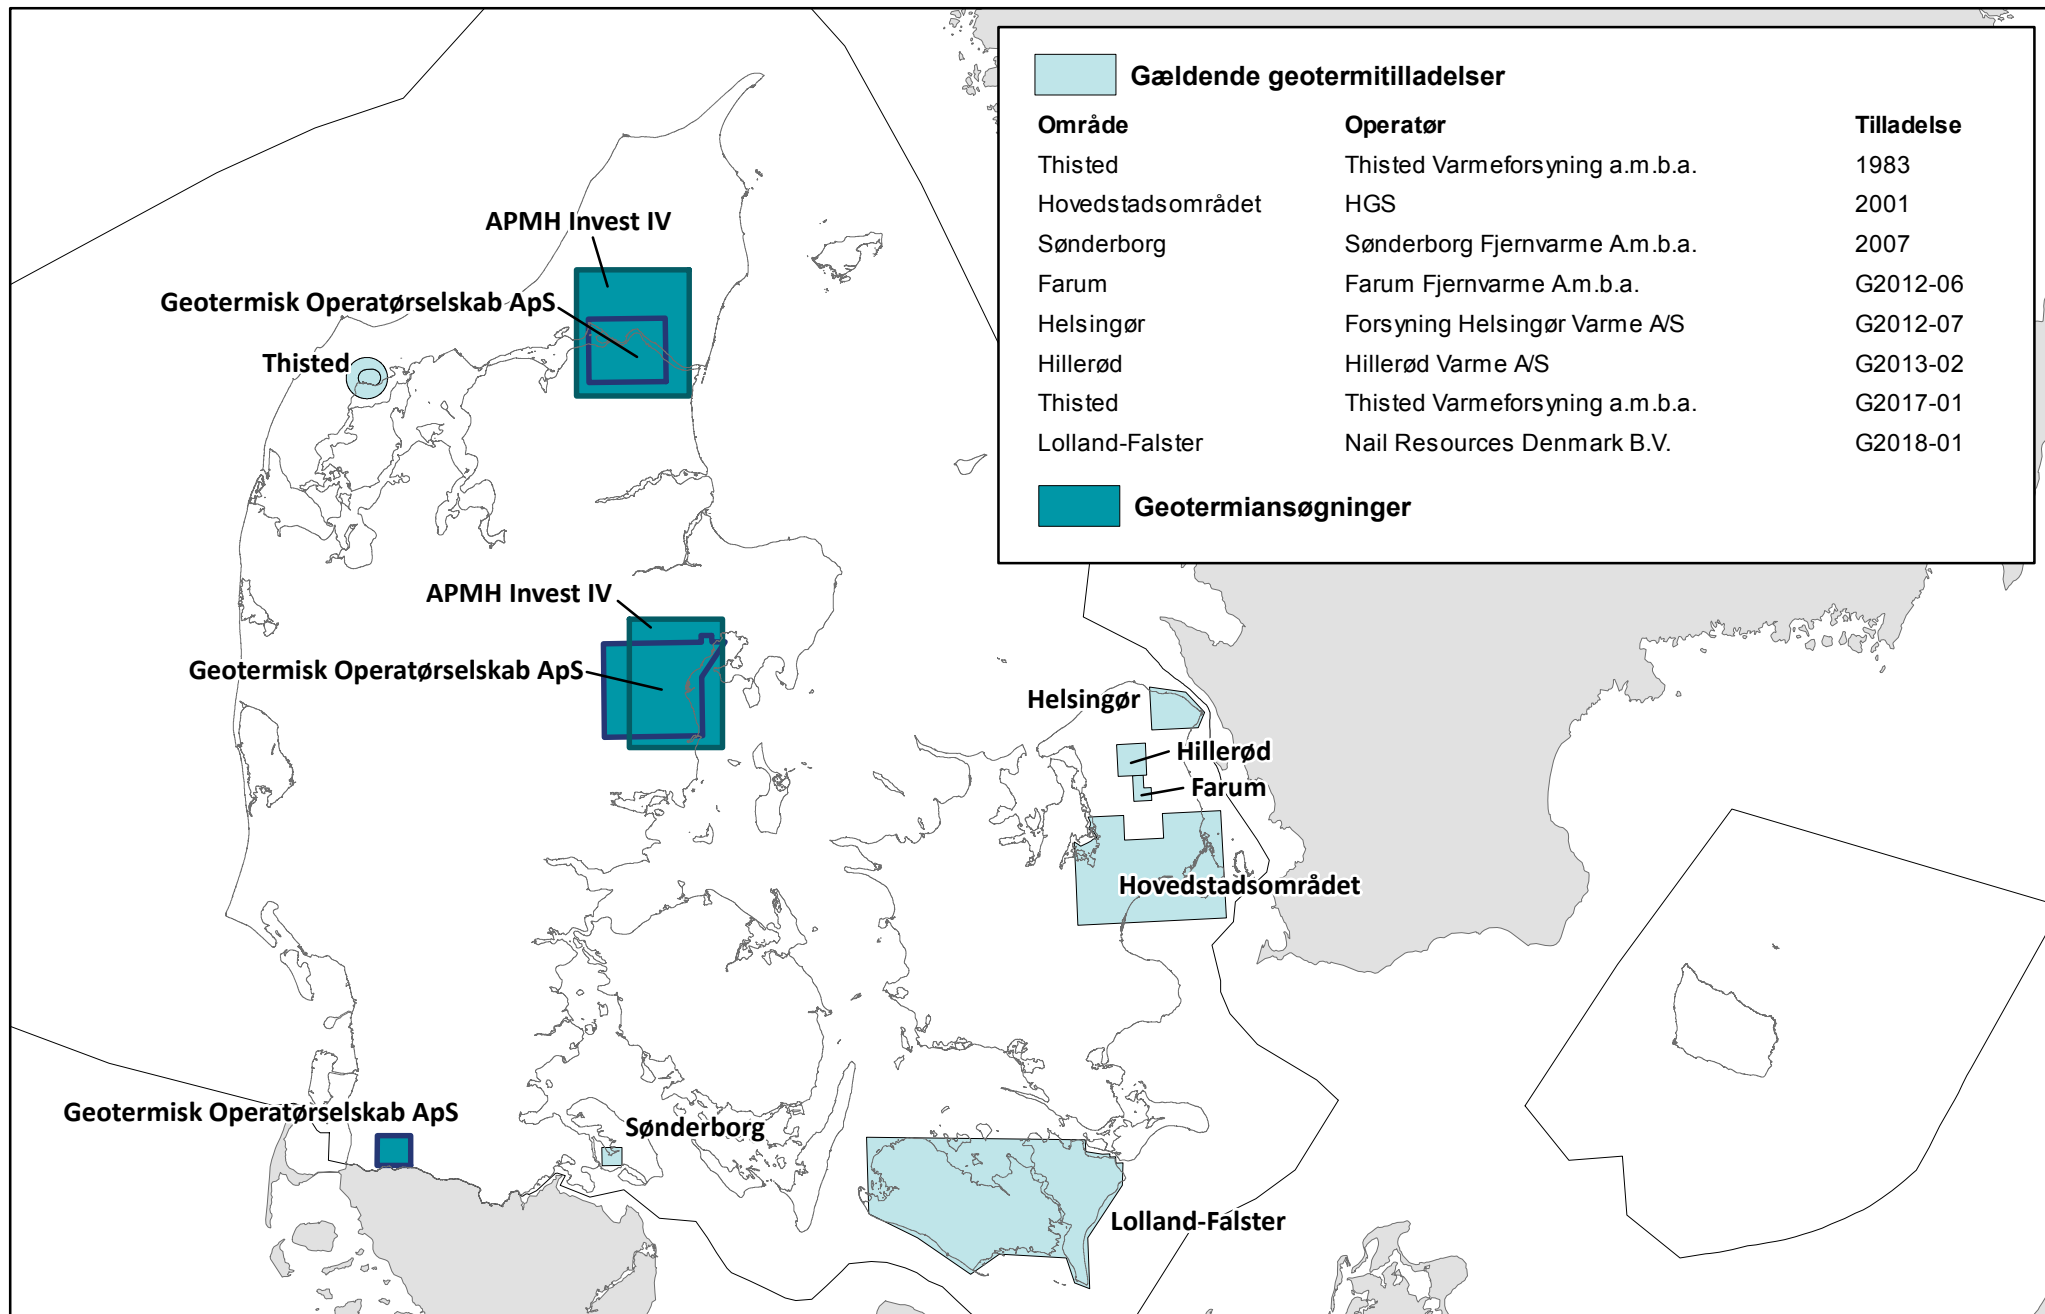 Gældende geotermitilladelser
Område Operatør Tilladelse
Thisted Thisted Varmeforsyning a.m.b.a. 1983
Hovedstadsområdet HGS 2001
Sønderborg Sønderborg Fjernvarme A.m.b.a. 2007
Farum Farum Fjernvarme A.m.b.a. G2012-06
Helsingør Forsyning Helsingør Varme A/S G2012-07
Hillerød Hillerød Varme A/S G2013-02
Thisted Thisted Varmeforsyning a.m.b.a. G2017-01
Lolland-Falster Nail Resources Denmark B.V. G2018-01
Geotermiansøgninger
APMH Invest IV
Geotermisk Operatørselskab ApS
Thisted
APMH Invest IV
Geotermisk Operatørselskab ApS
Helsingør
Hillerød
Farum
Hovedstadsområdet
Geotermisk Operatørselskab ApS
Sønderborg
Lolland-Falster